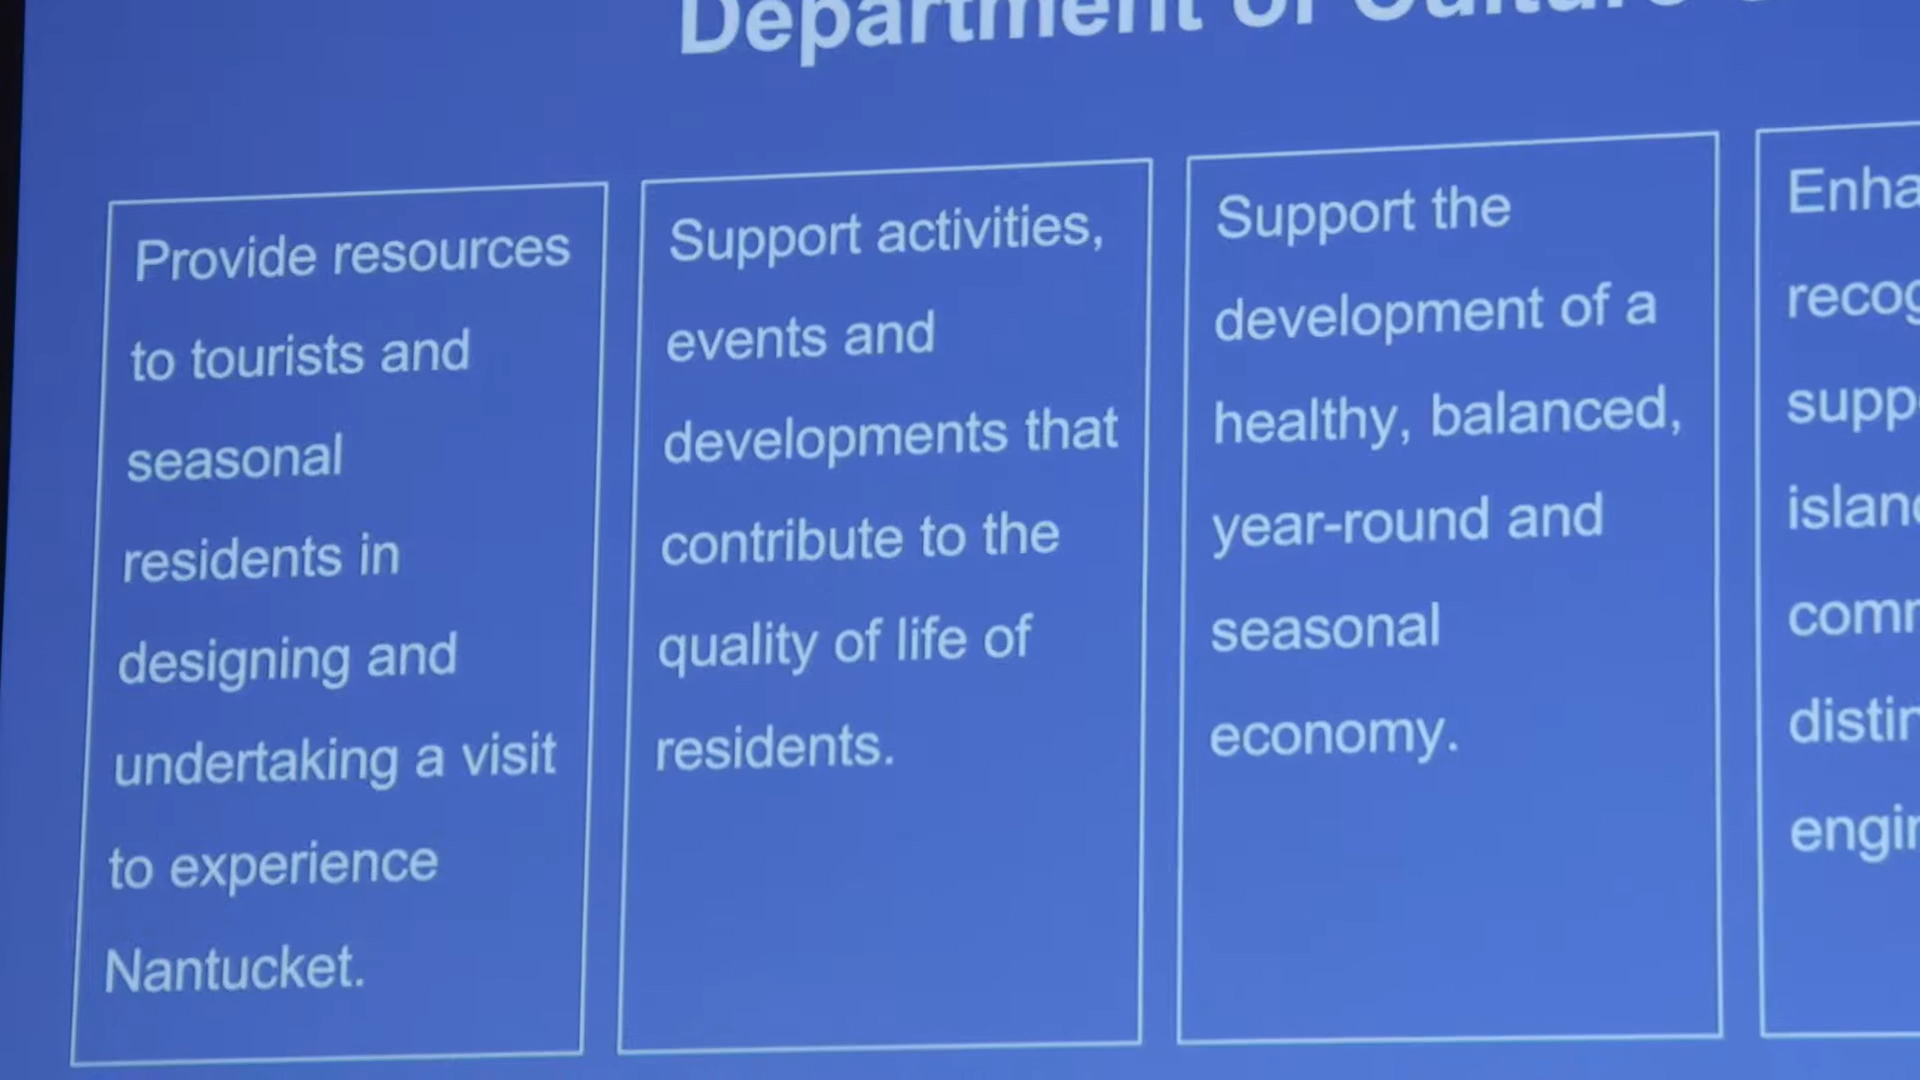 Department of Culture
Provide resources
to tourists and
seasonal
residents in
designing and
undertaking a visit
to experience
Nantucket.
Support activities,
events and
developments that
contribute to the
quality of life of
residents.
Support the
development of a
healthy, balanced,
year-round and
seasonal
economy.